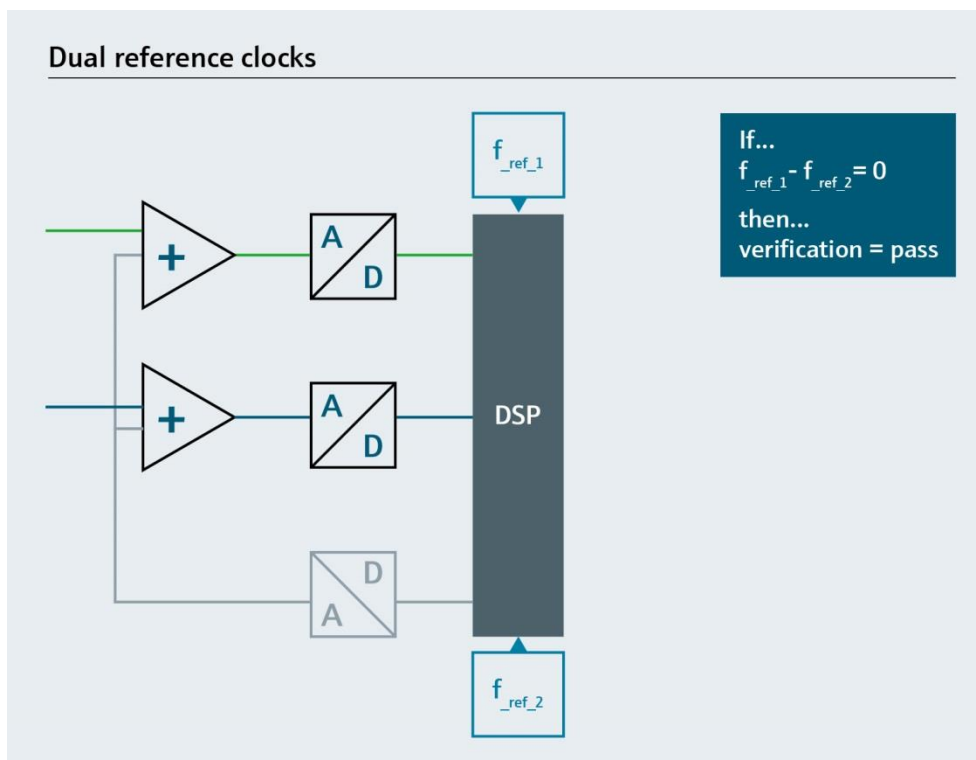 Dual reference clocks
f_ref_1
If...
f_ref_1 - f_ref_2 = 0
then...
verification = pass
+
A
D
+
A
D
DSP
D
A
f_ref_2